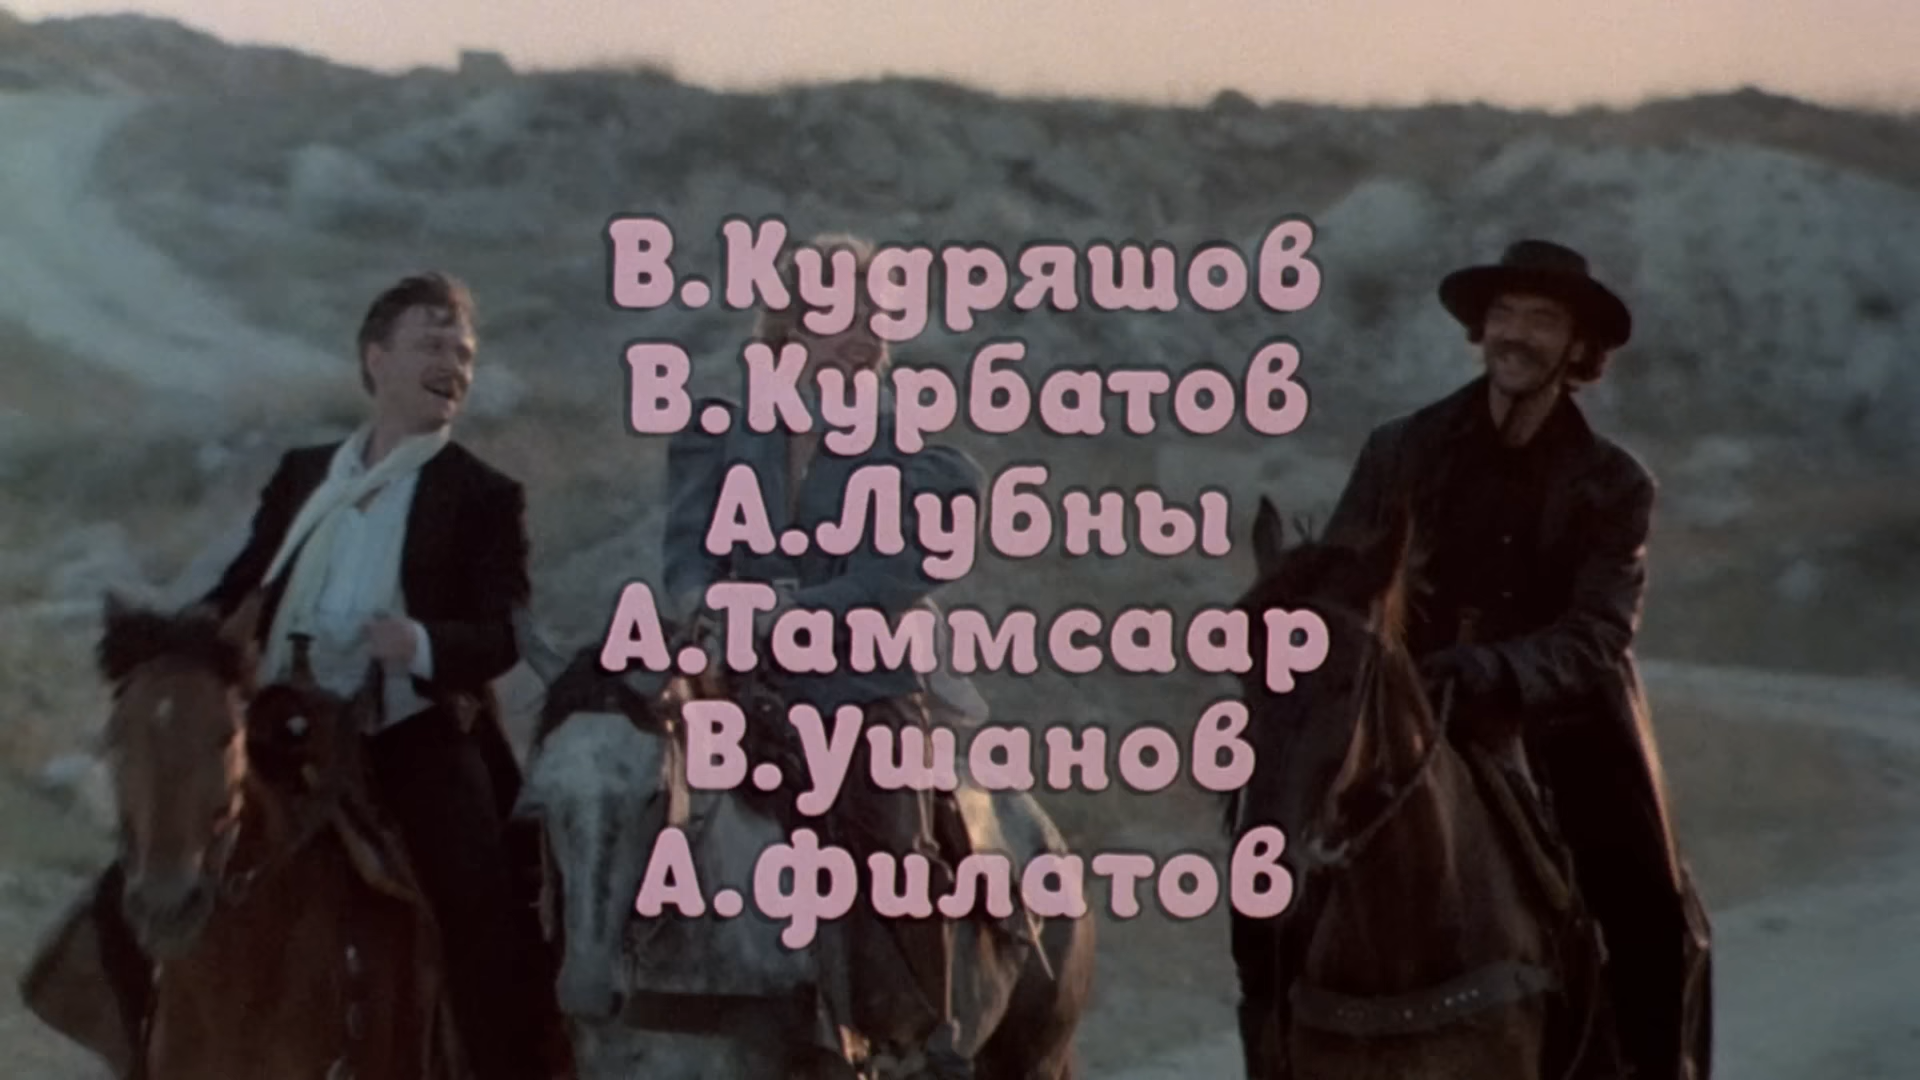 В.Кудряшов
В.Курбатов
А.Лубны
А.Таммсаар
В.Ушанов
А.Филатов